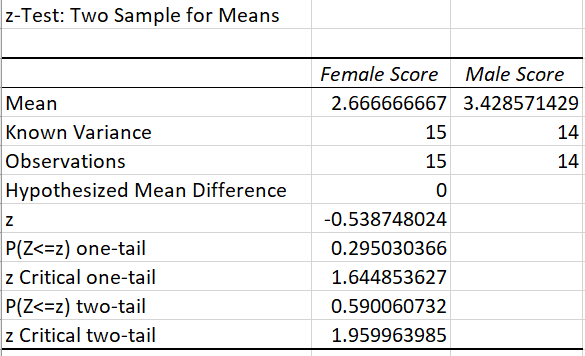 z-Test: Two Sample for Means
Female Score Male Score
Mean 2.666666667 3.428571429
Known Variance 15 14
Observations 15 14
Hypothesized Mean Difference 0
z -0.538748024
P(Z<=z) one-tail 0.295030366
z Critical one-tail 1.644853627
P(Z<=z) two-tail 0.590060732
z Critical two-tail 1.959963985